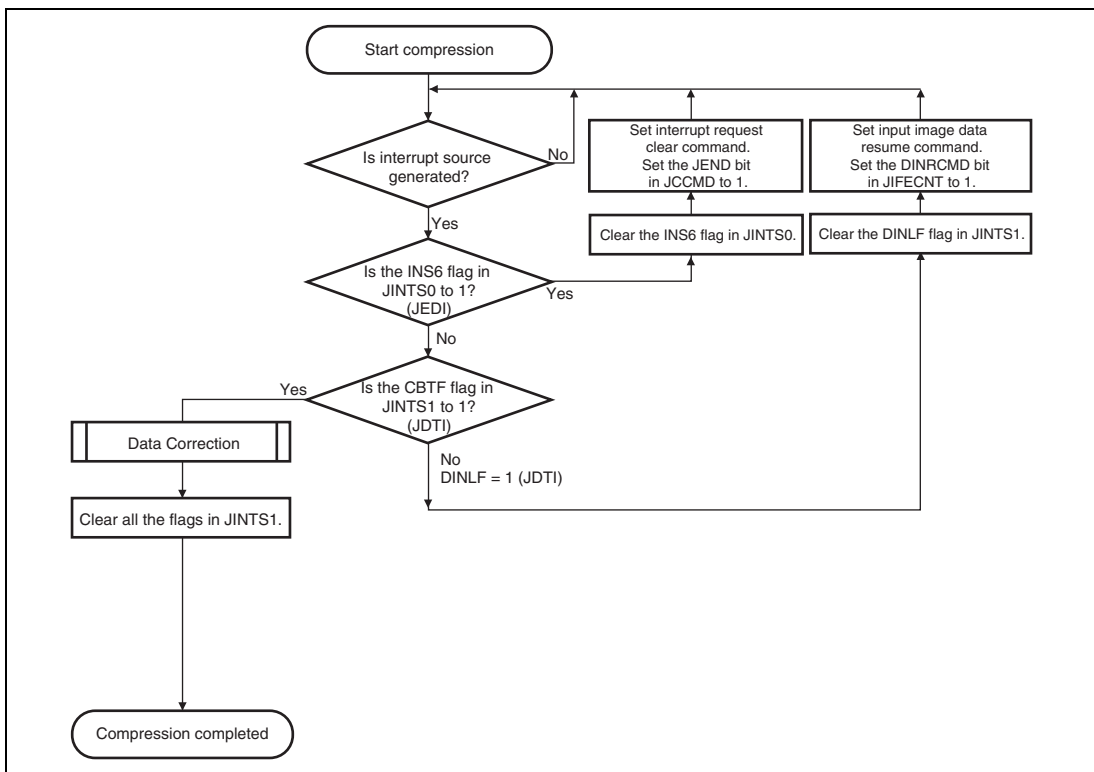 Start compression
Is interrupt source
generated?
No
Set interrupt request
clear command.
Set the JEND bit
in JCCMD to 1.
Set input image data
resume command.
Set the DINRCMD bit
in JIFECNT to 1.
Yes
Clear the INS6 flag in JINTS0.
Clear the DINLF flag in JINTS1.
Is the INS6 flag in
JINTS0 to 1?
(JEDI)
Yes
No
Is the CBTF flag in
JINTS1 to 1?
(JDTI)
Yes
Data Correction
No
DINLF = 1 (JDTI)
Clear all the flags in JINTS1.
Compression completed